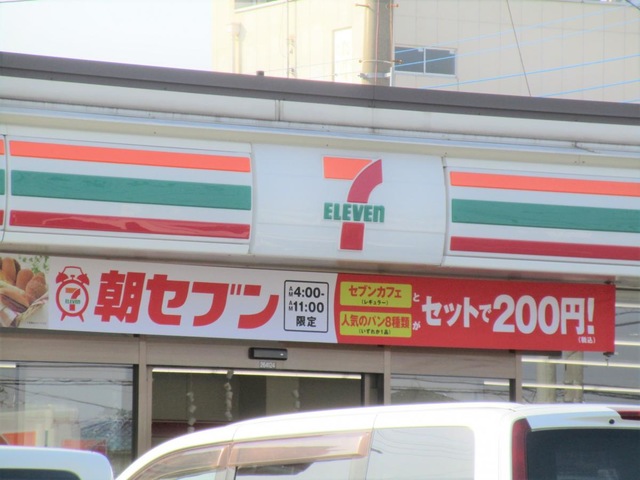 7
ELEVEN
朝セブン
AM 4:00-
AM 11:00
限定
セブンカフェ
(レギュラー)
と
人気のパン8種類
(いずれか1品)
が
セットで200円!
(税込)